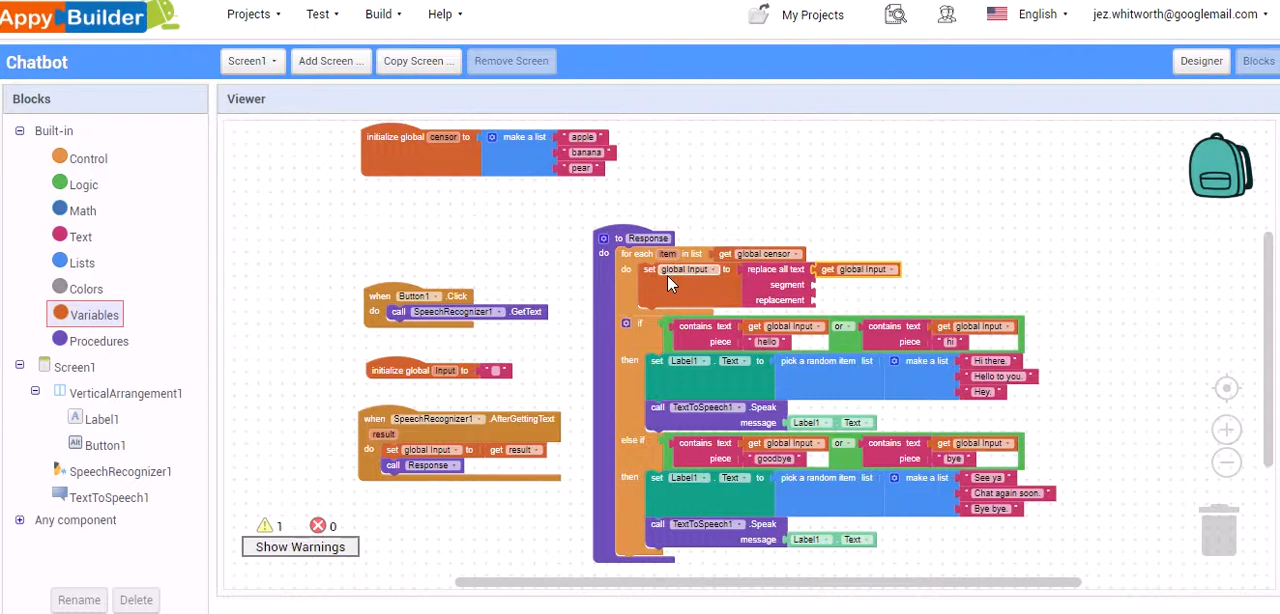 Appy Builder
Projects Test Build Help My Projects English jez.whitworth@googlemail.com
Chatbot Screen1 Add Screen ... Copy Screen ... Remove Screen Designer Blocks
Blocks
Viewer
Built-in
Control
Logic
Math
Text
Lists
Colors
Variables
Procedures
Screen1
VerticalArrangement1
Label1
Button1
SpeechRecognizer1
TextToSpeech1
Any component
Rename Delete
initialize global censor to make a list " apple "
" banana "
" pear "
when Button1 .Click
do call SpeechRecognizer1 .GetText
initialize global Input to " "
when SpeechRecognizer1 .AfterGettingText
result
do set global Input to get result
call Response
1 0
Show Warnings
to Response
do for each item in list get global censor
do set global Input to replace all text get global Input
segment
replacement
if contains text get global Input or contains text get global Input
piece " hello " piece " hi "
then set Label1 . Text to pick a random item list make a list " Hi there. "
" Hello to you. "
" Hey. "
call TextToSpeech1 .Speak
message Label1 . Text
else if contains text get global Input or contains text get global Input
piece " goodbye " piece " bye "
then set Label1 . Text to pick a random item list make a list " See ya "
" Chat again soon. "
" Bye bye. "
call TextToSpeech1 .Speak
message Label1 . Text